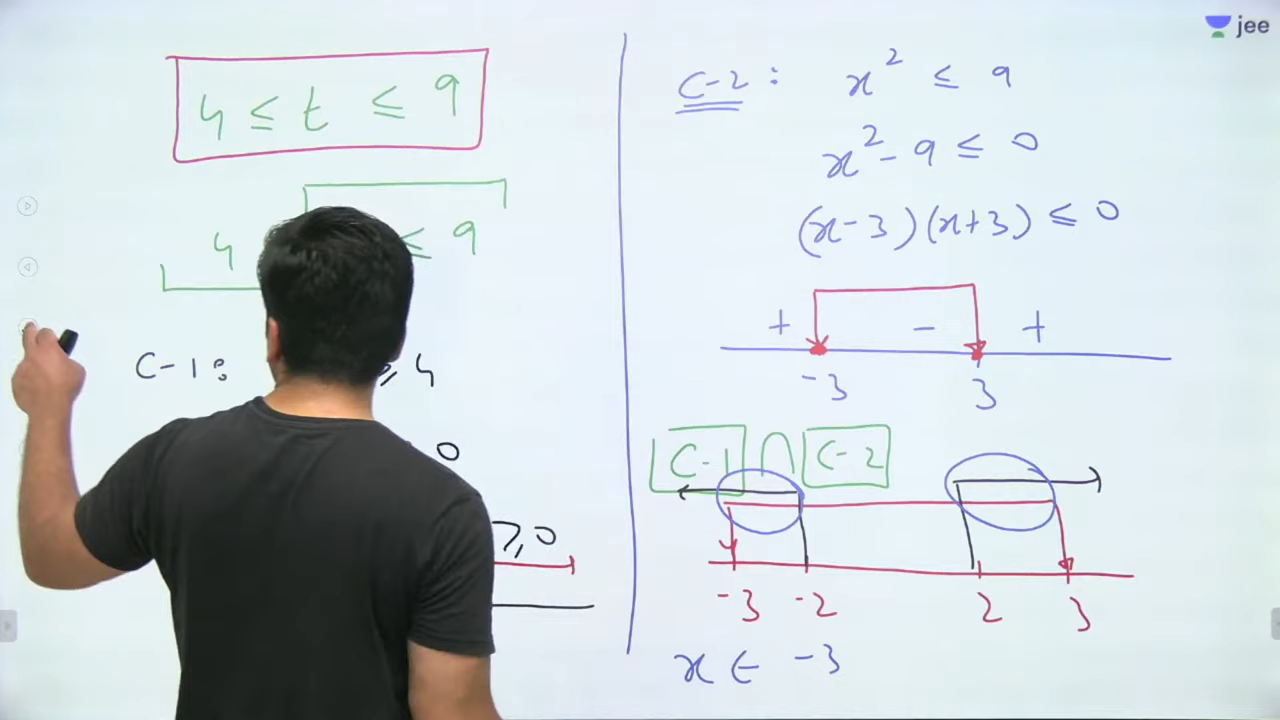 jee
4 ≤ t ≤ 9
4 ≤ 9
C-1: ≥ 4
0
≥ 0
C-2 : x² ≤ 9
x² - 9 ≤ 0
(x-3)(x+3) ≤ 0
+ - +
-3 3
C-1 ∩ C-2
-3 -2 2 3
x ∈ -3